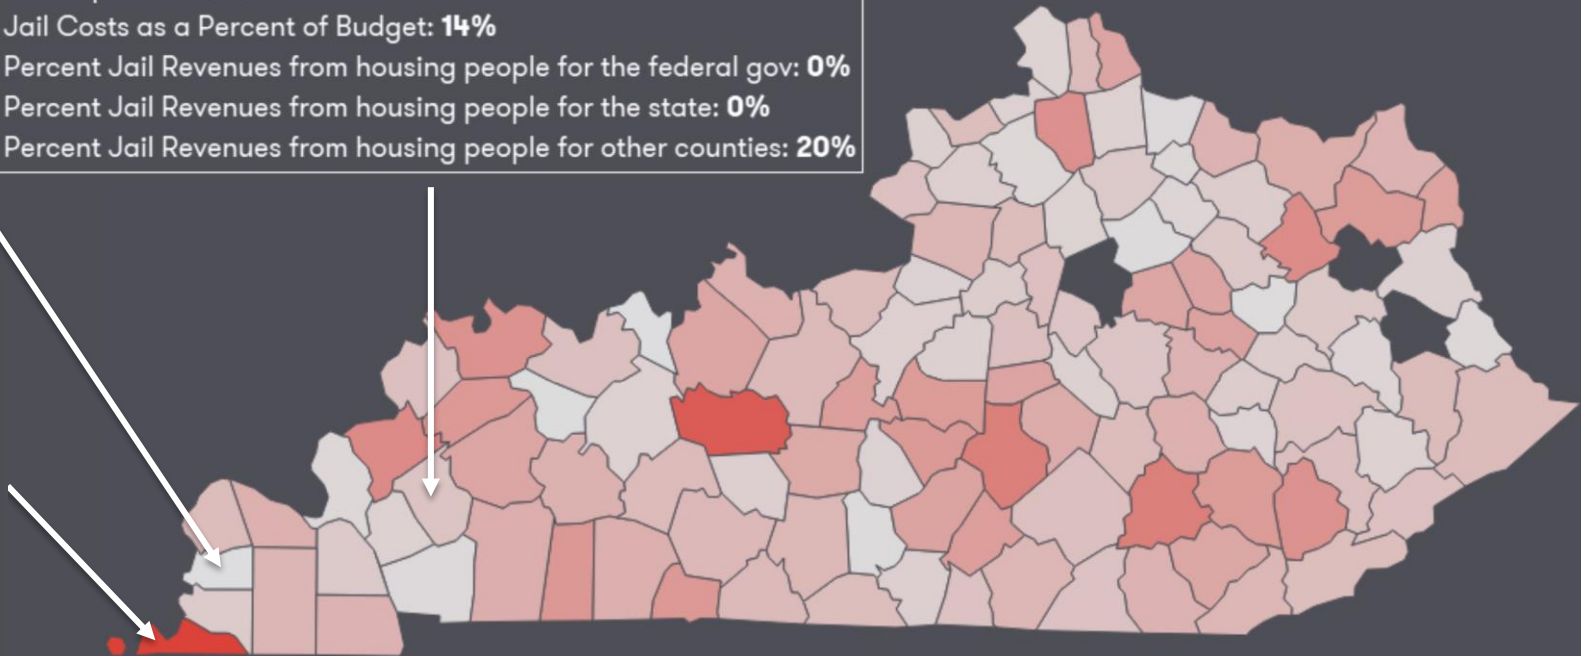 Jail Costs as a Percent of Budget: 14%
Percent Jail Revenues from housing people for the federal gov: 0%
Percent Jail Revenues from housing people for the state: 0%
Percent Jail Revenues from housing people for other counties: 20%